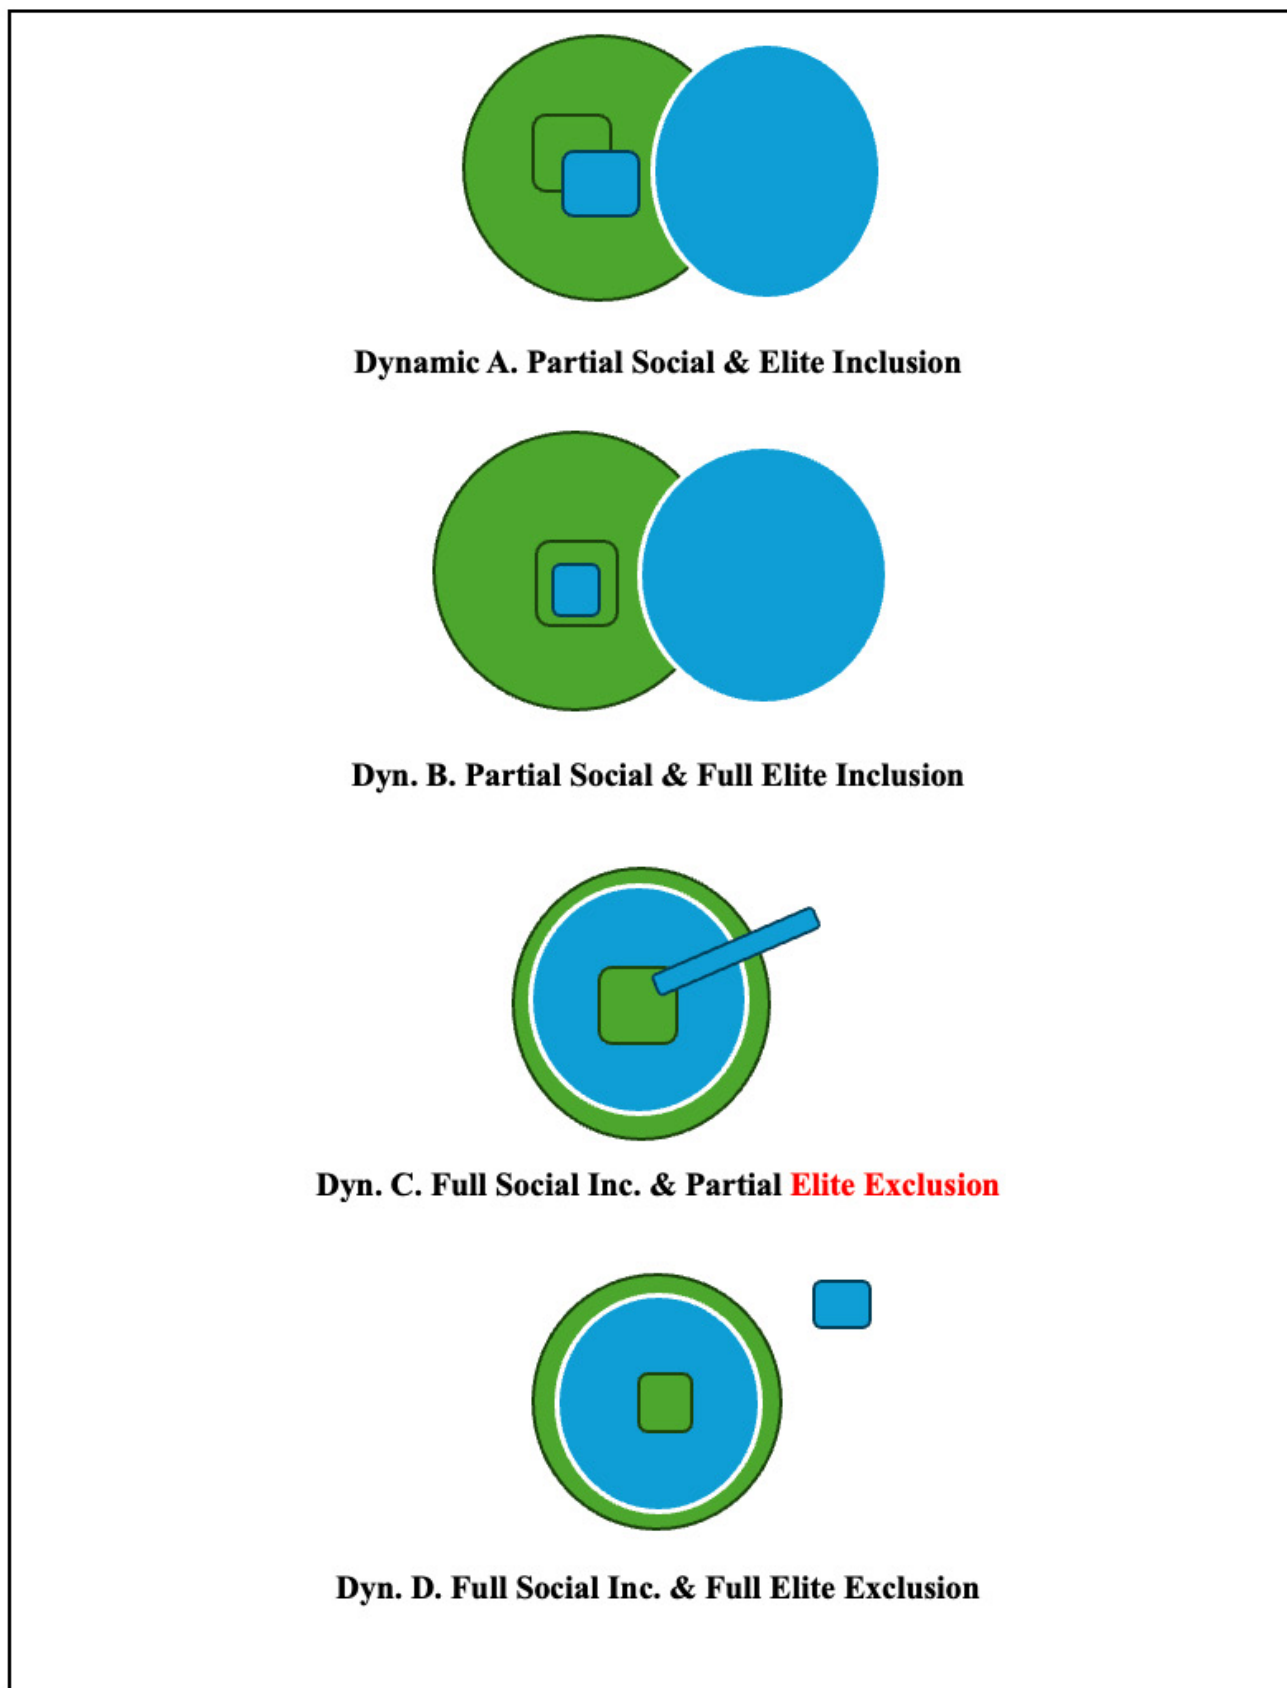 Dynamic A. Partial Social & Elite Inclusion
Dyn. B. Partial Social & Full Elite Inclusion
Dyn. C. Full Social Inc. & Partial Elite Exclusion
Dyn. D. Full Social Inc. & Full Elite Exclusion